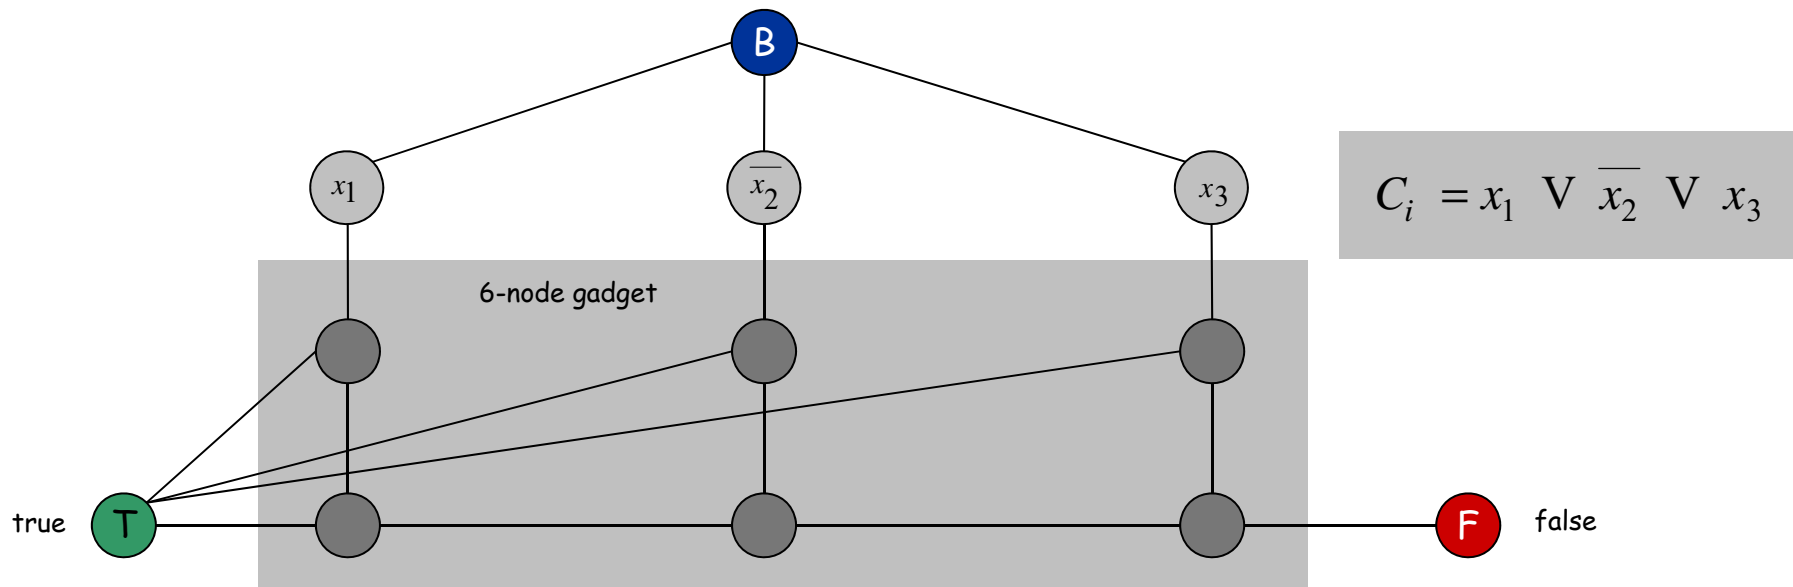 B
x₁
x̅₂
x₃
Cᵢ = x₁ V x̅₂ V x₃
6-node gadget
true
T
F
false